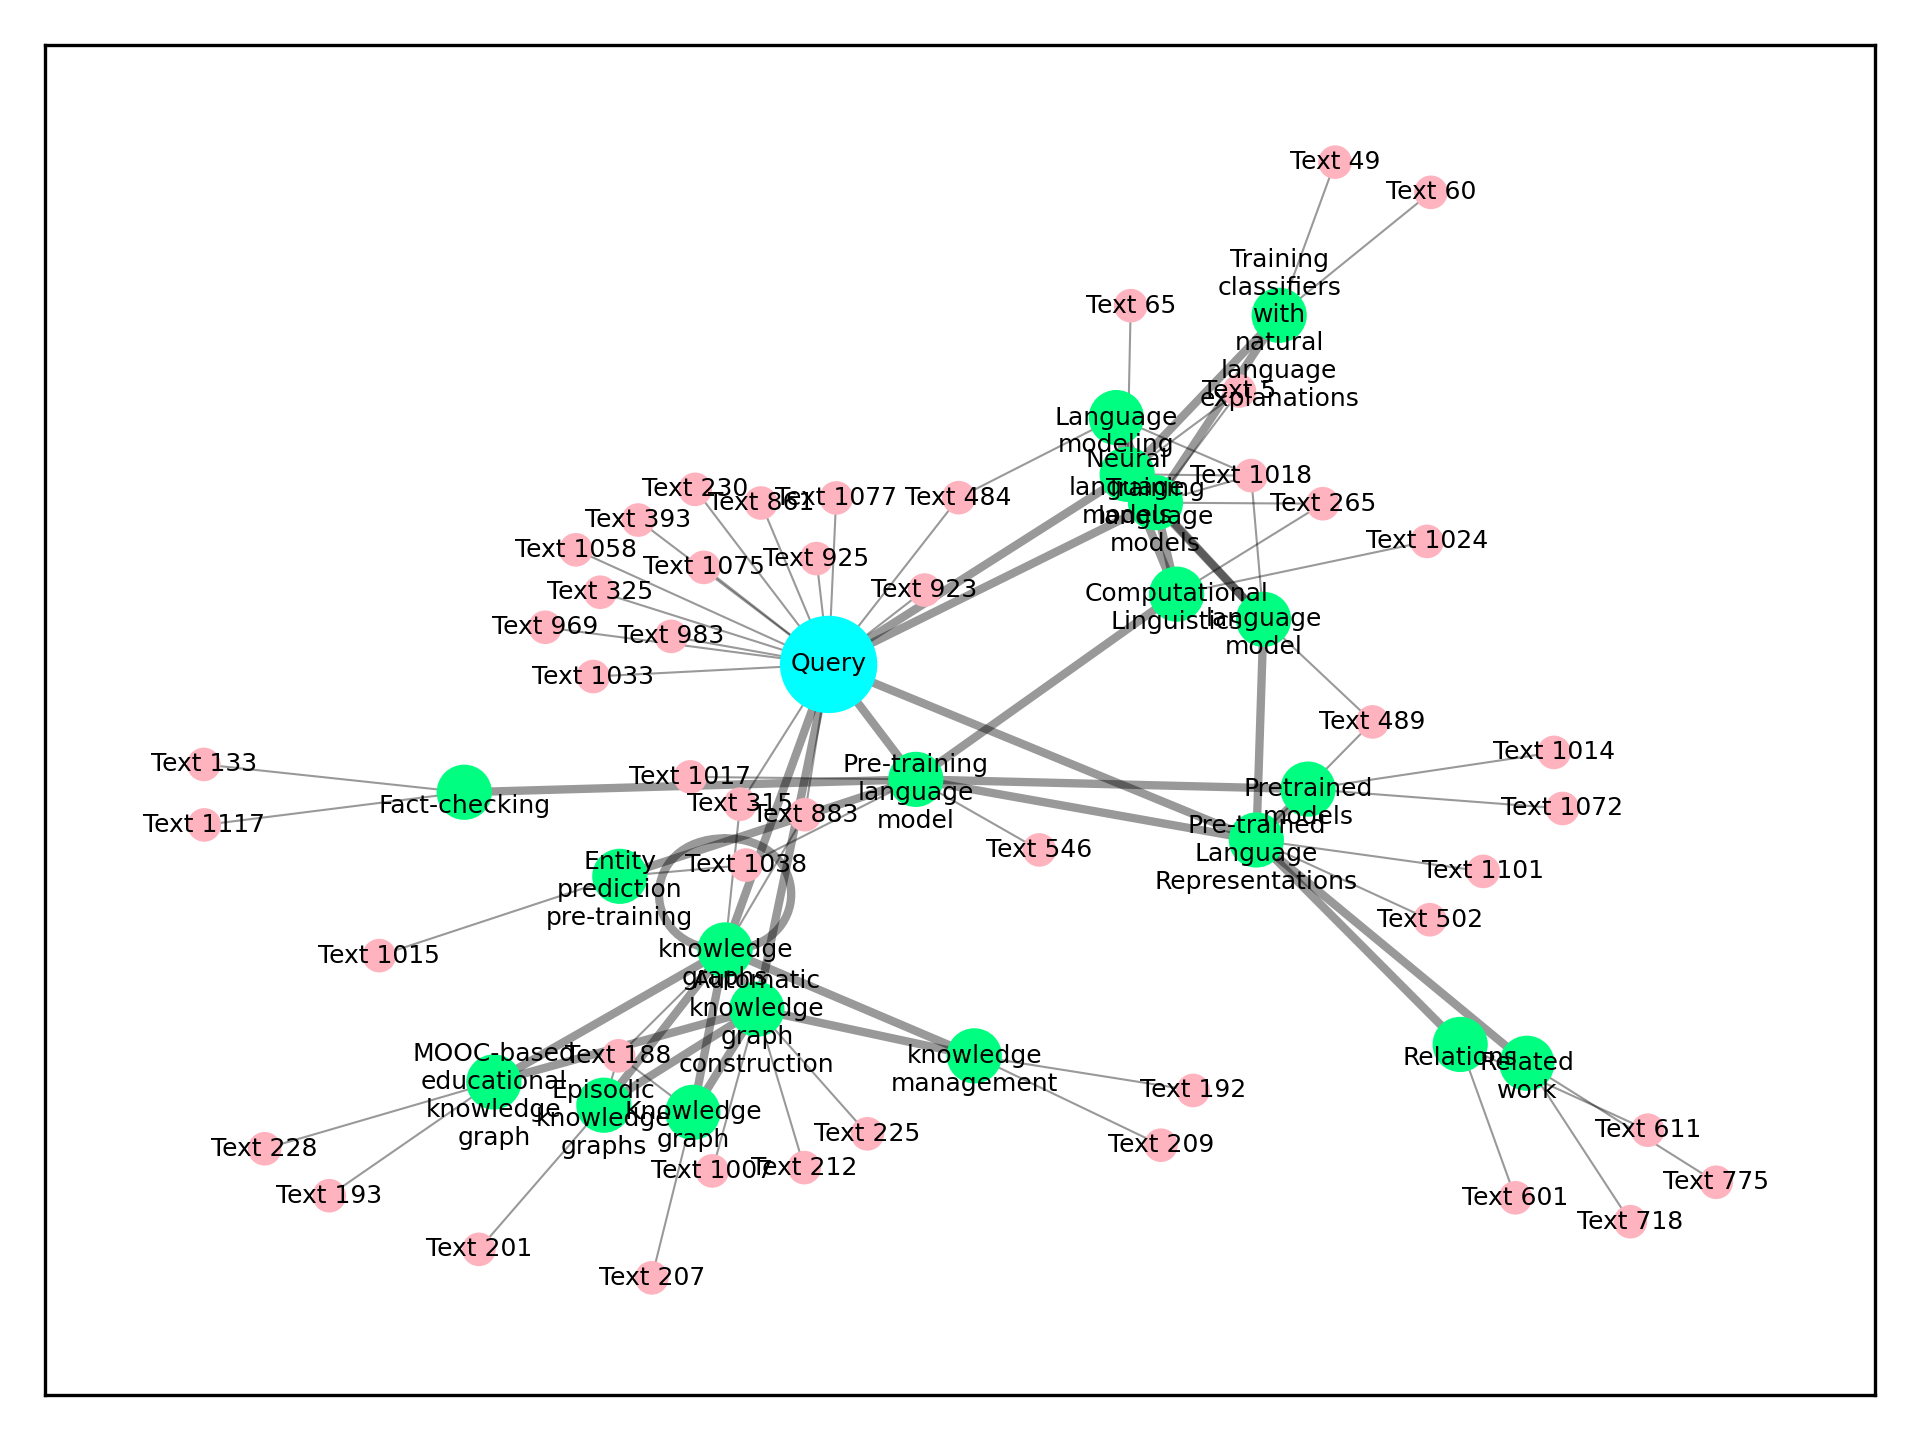 Text 49
Text 60
Training
classifiers
with
natural
language
explanations
Text 65
Text 5
Language
modeling
Neural
language
models
Training
language
models
Text 1018
Text 265
Text 1024
Text 230
Text 861
Text 1077
Text 484
Text 393
Text 1058
Text 1075
Text 925
Text 325
Text 923
Computational
Linguistics
language
model
Text 969
Text 983
Text 1033
Query
Text 489
Text 133
Text 1117
Fact-checking
Text 1017
Text 315
Text 883
Pre-training
language
model
Pretrained
models
Text 1014
Text 1072
Pre-trained
Language
Representations
Text 546
Text 1101
Text 502
Entity
prediction
pre-training
Text 1038
Text 1015
knowledge
graphs
Automatic
knowledge
graph
construction
MOOC-based
educational
knowledge
graph
Text 188
Episodic
knowledge
graphs
Knowledge
graph
knowledge
management
Relations
Related
work
Text 192
Text 209
Text 225
Text 212
Text 1007
Text 228
Text 193
Text 201
Text 207
Text 611
Text 775
Text 601
Text 718